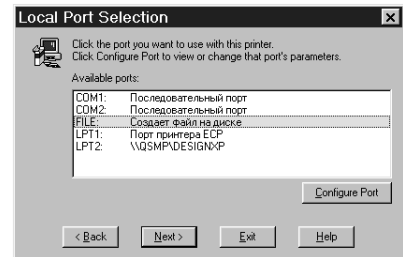 Local Port Selection
Click the port you want to use with this printer.
Click Configure Port to view or change that port's parameters.
Available ports:
COM1: Последовательный порт
COM2: Последовательный порт
FILE: Создает файл на диске
LPT1: Порт принтера ECP
LPT2: \\QSMP\DESIGNXP
Configure Port
< Back Next > Exit Help